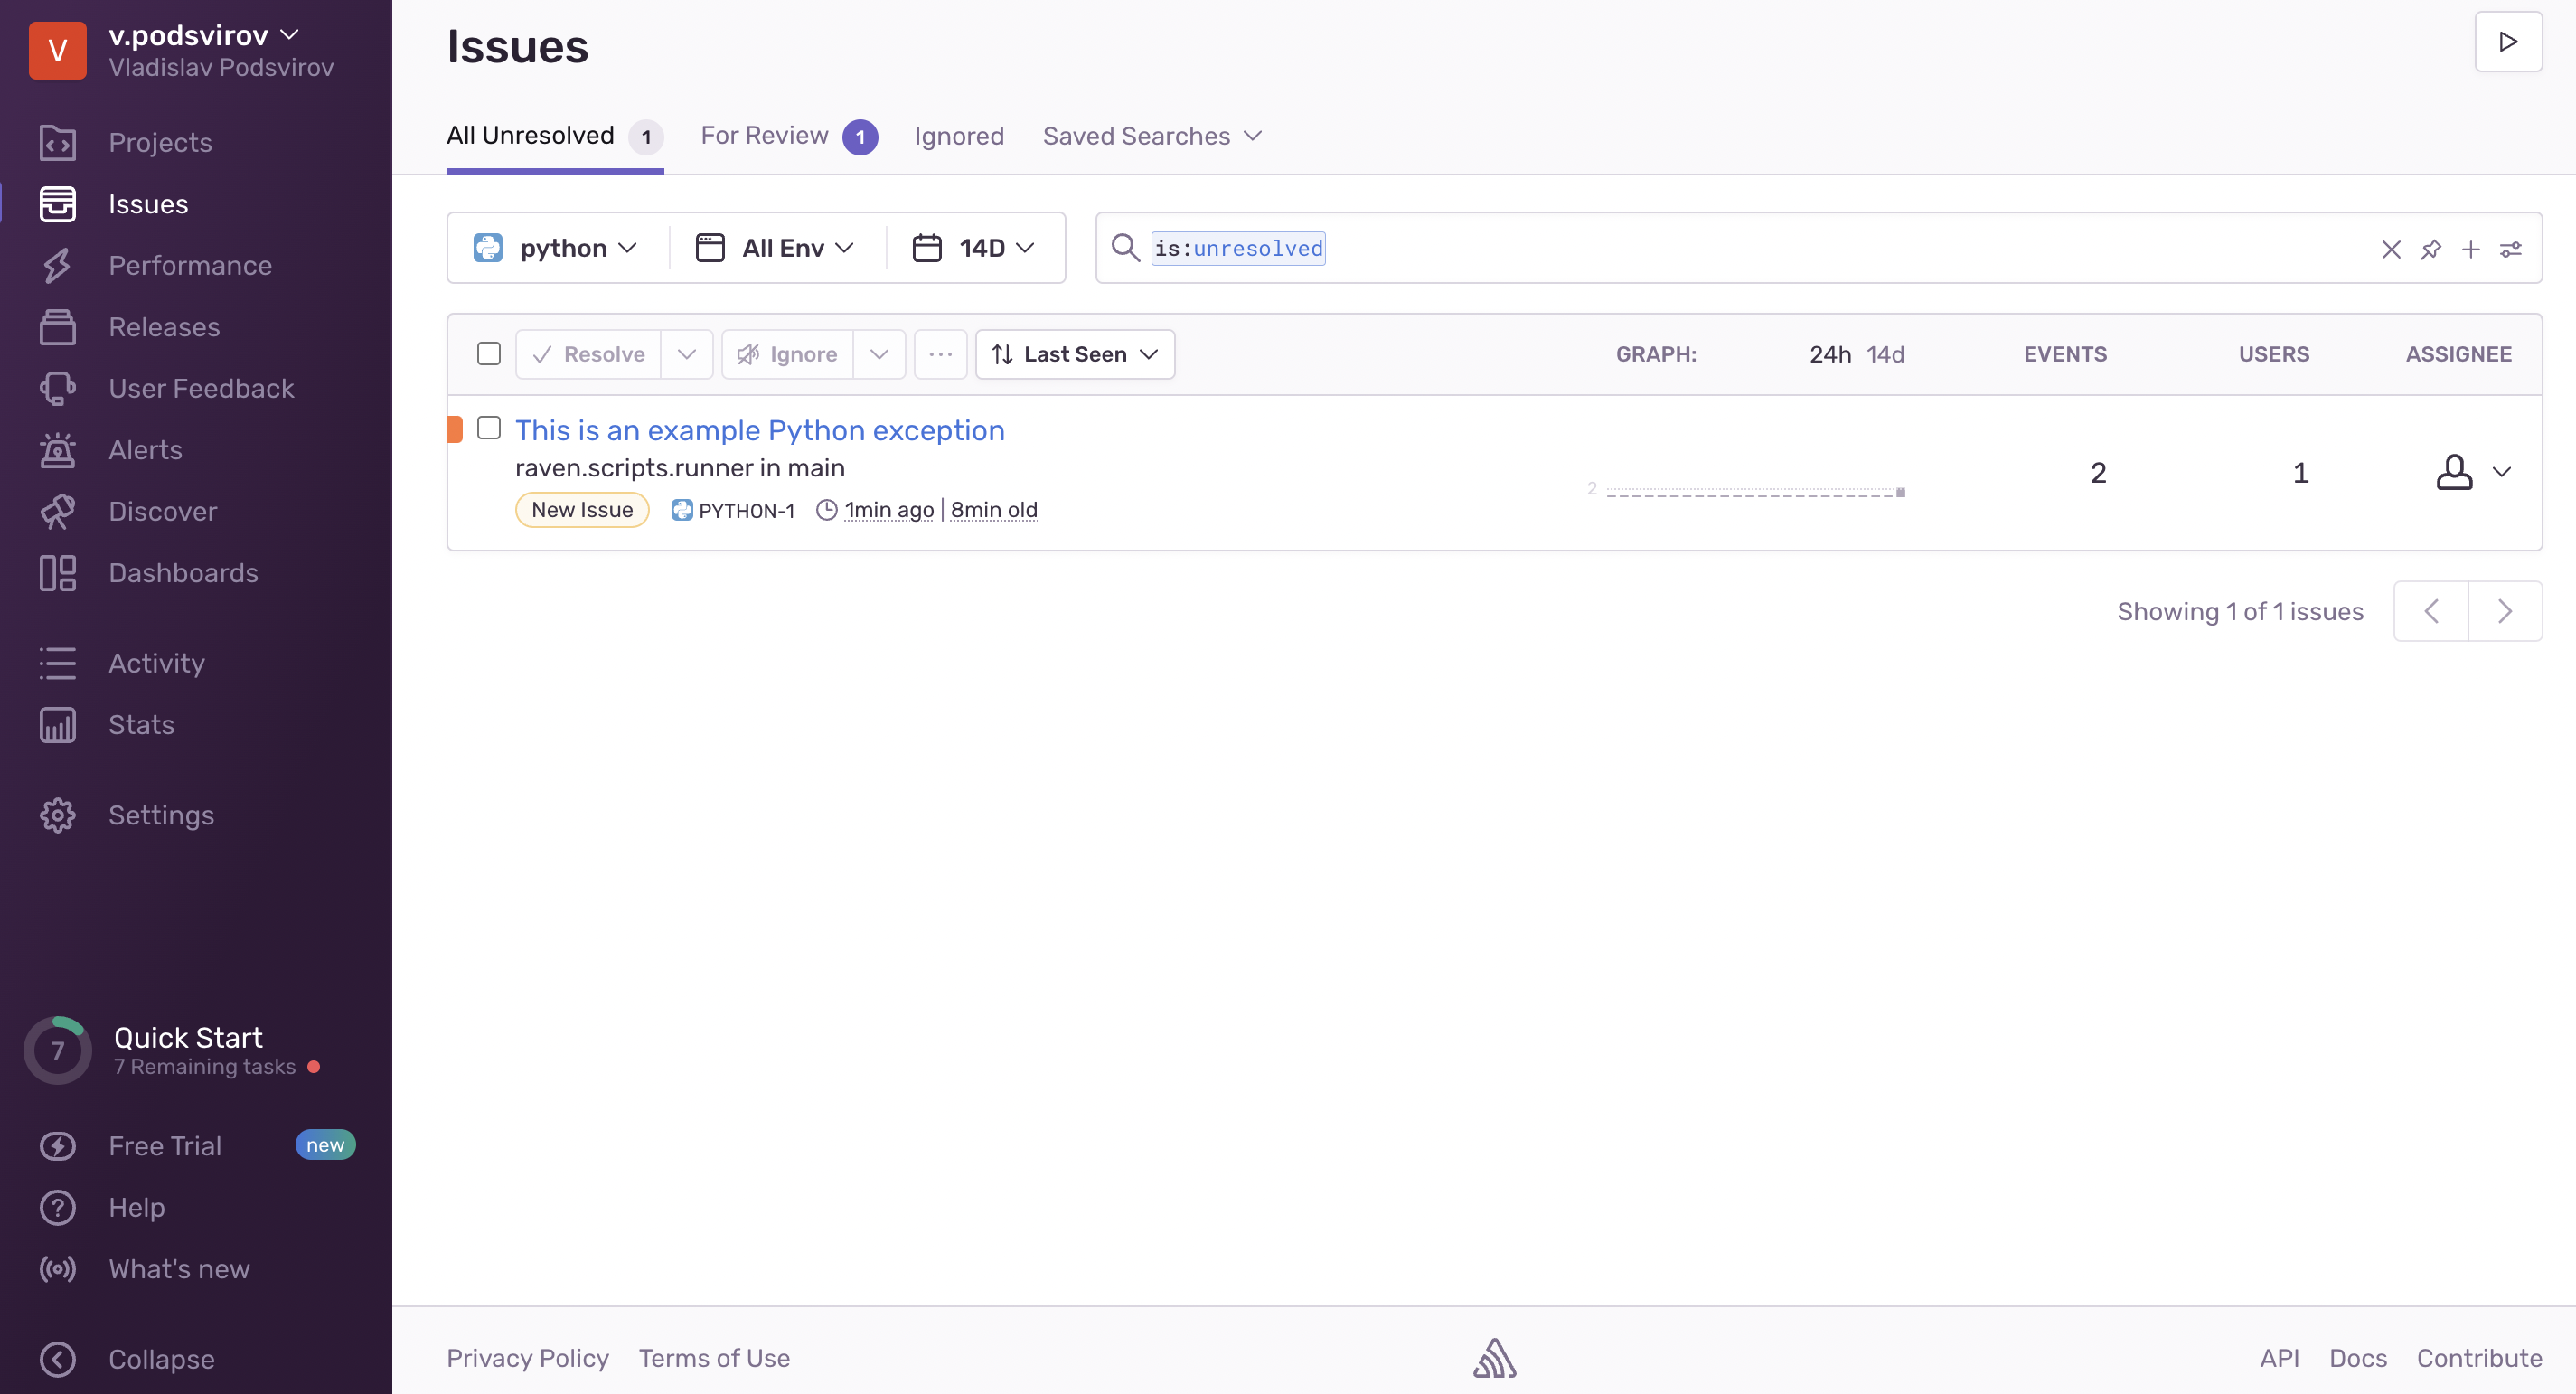 V
v.podsvirov
Vladislav Podsvirov
Projects
Issues
Performance
Releases
User Feedback
Alerts
Discover
Dashboards
Activity
Stats
Settings
7
Quick Start
7 Remaining tasks
Free Trial new
Help
What's new
Collapse
Issues
All Unresolved 1 For Review 1 Ignored Saved Searches
python All Env 14D is:unresolved
Resolve Ignore ... Last Seen GRAPH: 24h 14d EVENTS USERS ASSIGNEE
This is an example Python exception
raven.scripts.runner in main
New Issue PYTHON-1 1min ago | 8min old
2 2 1
Showing 1 of 1 issues
Privacy Policy Terms of Use API Docs Contribute